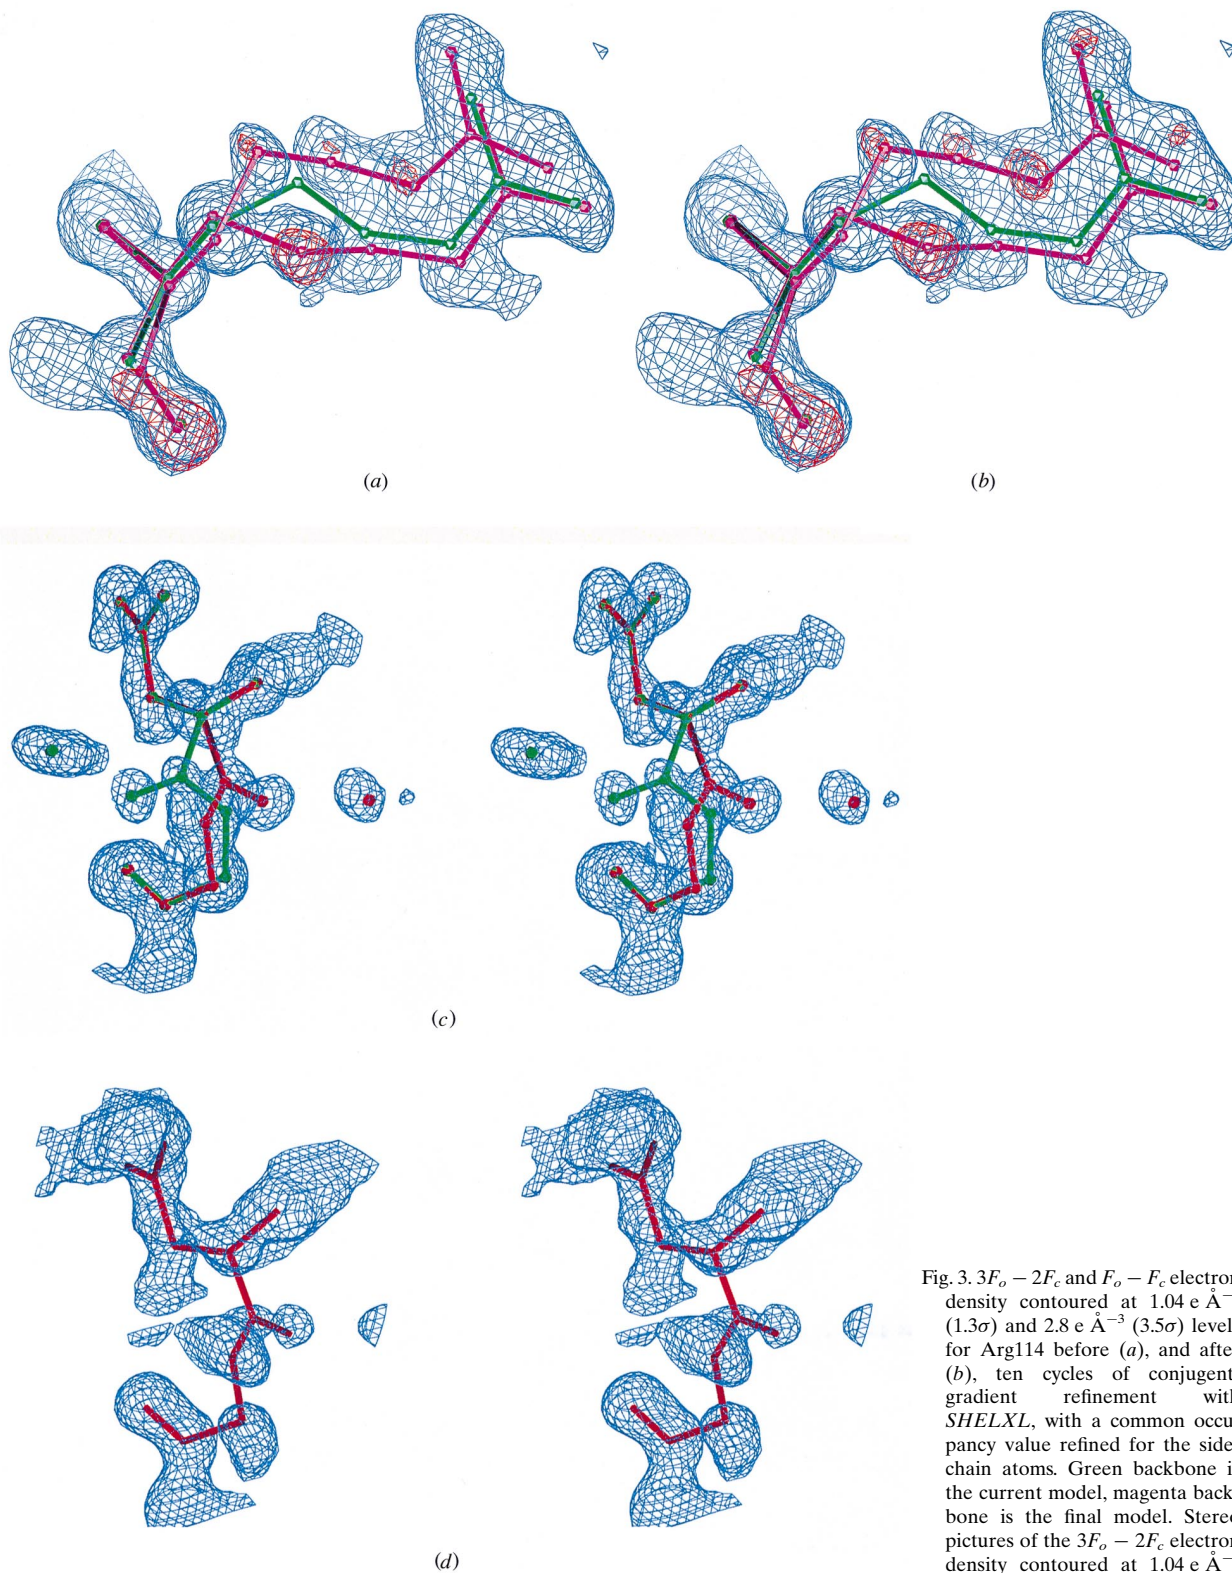 (a)
(b)
(c)
(d)
Fig. 3. 3Fo − 2Fc and Fo − Fc electron
density contoured at 1.04 e Å−
(1.3σ) and 2.8 e Å−3 (3.5σ) level
for Arg114 before (a), and after
(b), ten cycles of conjugent
gradient refinement with
SHELXL, with a common occu
pancy value refined for the side
chain atoms. Green backbone i
the current model, magenta back
bone is the final model. Stereo
pictures of the 3Fo − 2Fc electron
density contoured at 1.04 e Å−